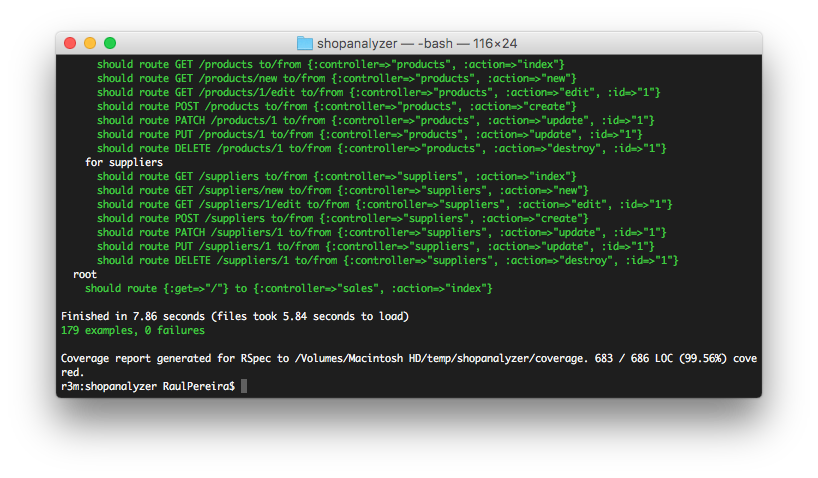 shopanalyzer — -bash — 116×24
should route GET /products to/from {:controller=>"products", :action=>"index"}
should route GET /products/new to/from {:controller=>"products", :action=>"new"}
should route GET /products/1/edit to/from {:controller=>"products", :action=>"edit", :id=>"1"}
should route POST /products to/from {:controller=>"products", :action=>"create"}
should route PATCH /products/1 to/from {:controller=>"products", :action=>"update", :id=>"1"}
should route PUT /products/1 to/from {:controller=>"products", :action=>"update", :id=>"1"}
should route DELETE /products/1 to/from {:controller=>"products", :action=>"destroy", :id=>"1"}
for suppliers
should route GET /suppliers to/from {:controller=>"suppliers", :action=>"index"}
should route GET /suppliers/new to/from {:controller=>"suppliers", :action=>"new"}
should route GET /suppliers/1/edit to/from {:controller=>"suppliers", :action=>"edit", :id=>"1"}
should route POST /suppliers to/from {:controller=>"suppliers", :action=>"create"}
should route PATCH /suppliers/1 to/from {:controller=>"suppliers", :action=>"update", :id=>"1"}
should route PUT /suppliers/1 to/from {:controller=>"suppliers", :action=>"update", :id=>"1"}
should route DELETE /suppliers/1 to/from {:controller=>"suppliers", :action=>"destroy", :id=>"1"}
root
should route {:get=>"/"} to {:controller=>"sales", :action=>"index"}
Finished in 7.86 seconds (files took 5.84 seconds to load)
179 examples, 0 failures
Coverage report generated for RSpec to /Volumes/Macintosh HD/temp/shopanalyzer/coverage. 683 / 686 LOC (99.56%) cove
red.
r3m:shopanalyzer RaulPereira$